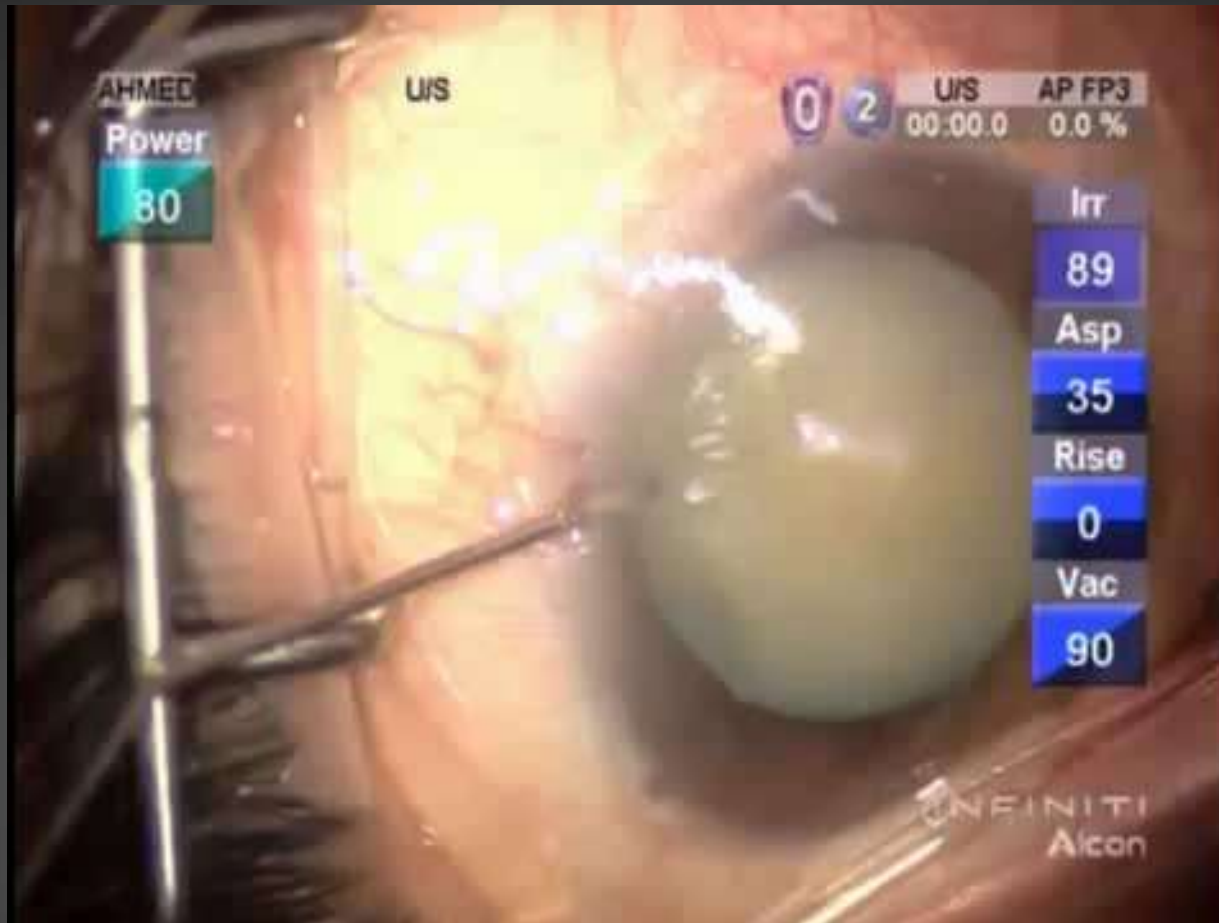 AHMED
U/S
0
2
U/S
AP FP3
00:00.0
0.0 %
Power
80
Irr
89
Asp
35
Rise
0
Vac
90
INFINITI
Alcon